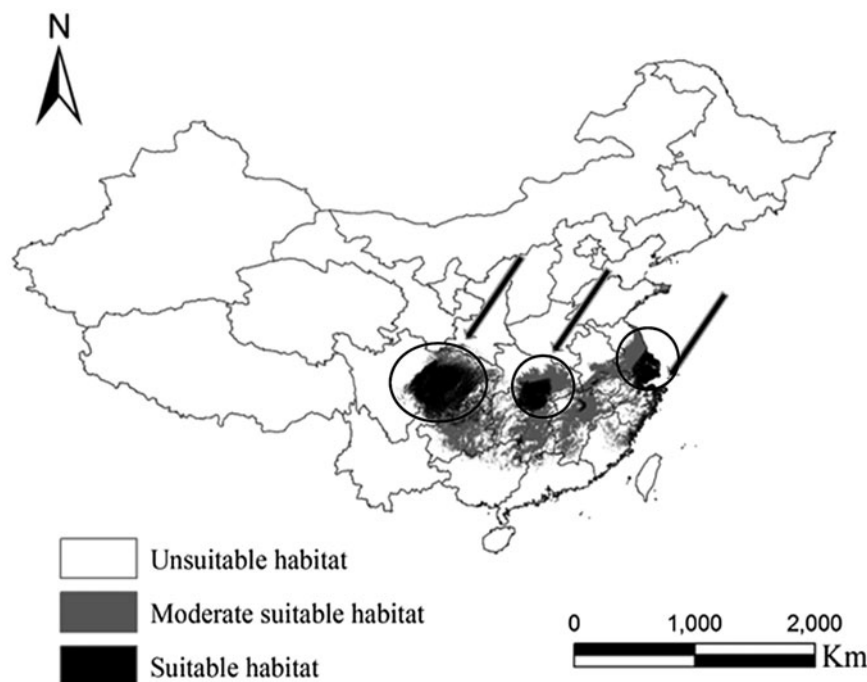 N
Unsuitable habitat
Moderate suitable habitat
Suitable habitat
0 1,000 2,000
Km